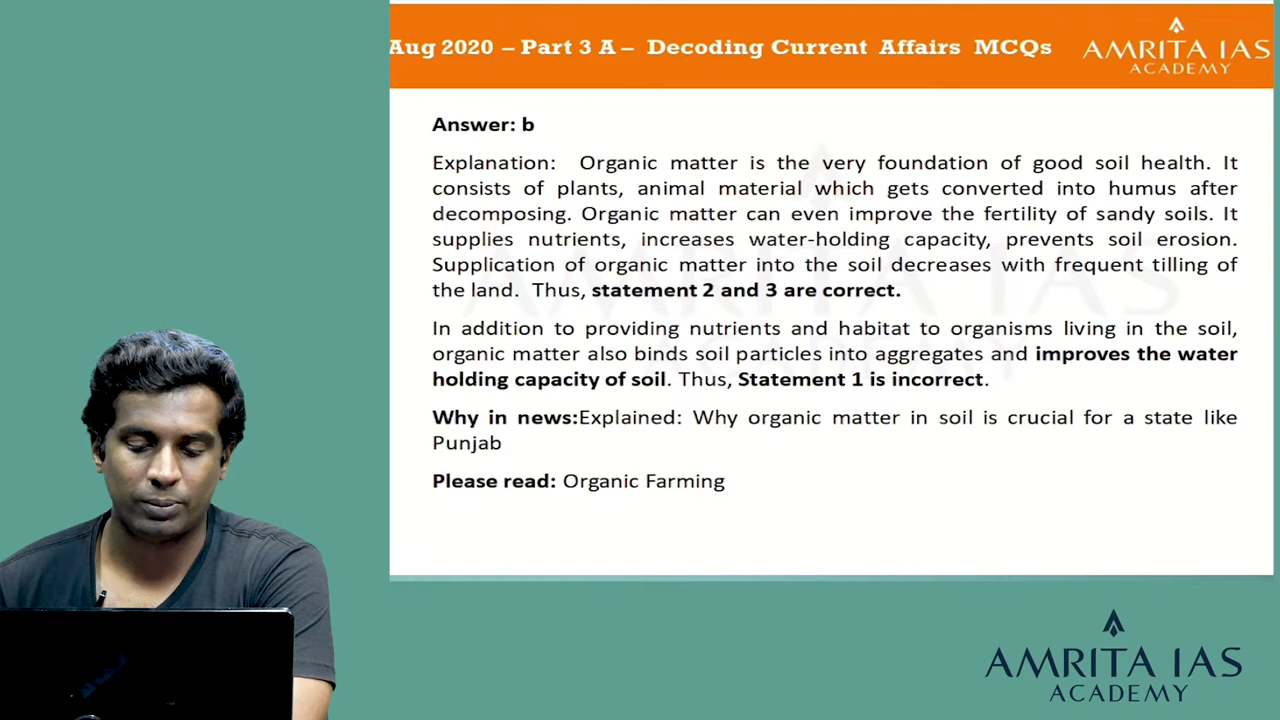 Aug 2020 – Part 3 A – Decoding Current Affairs MCQs
AMRITA IAS
ACADEMY
Answer: b
Explanation: Organic matter is the very foundation of good soil health. It
consists of plants, animal material which gets converted into humus after
decomposing. Organic matter can even improve the fertility of sandy soils. It
supplies nutrients, increases water-holding capacity, prevents soil erosion.
Supplication of organic matter into the soil decreases with frequent tilling of
the land. Thus, statement 2 and 3 are correct.
In addition to providing nutrients and habitat to organisms living in the soil,
organic matter also binds soil particles into aggregates and improves the water
holding capacity of soil. Thus, Statement 1 is incorrect.
Why in news:Explained: Why organic matter in soil is crucial for a state like
Punjab
Please read: Organic Farming
AMRITA IAS
ACADEMY
AMRITA IAS
ACADEMY